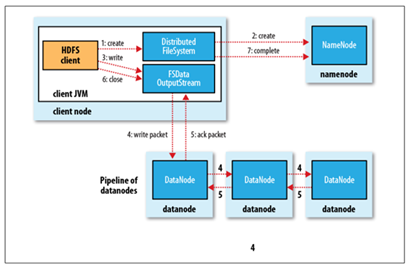 HDFS
client
1: create
3: write
6: close
Distributed
FileSystem
FSData
OutputStream
client JVM
client node
2: create
7: complete
NameNode
namenode
4: write packet
5: ack packet
Pipeline of
datanodes
DataNode
datanode
4
5
DataNode
datanode
4
5
DataNode
datanode
4